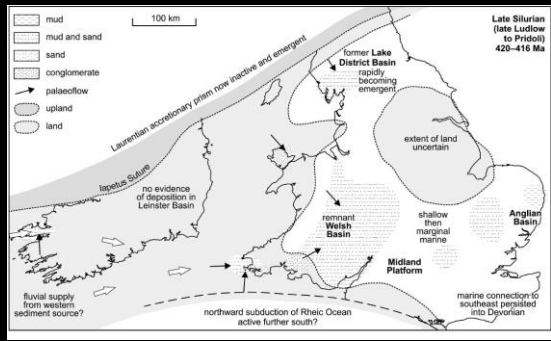 mud
mud and sand
sand
conglomerate
palaeoflow
upland
land
100 km
Late Silurian
(late Ludlow
to Pridoli)
420–416 Ma
Laurentian accretionary prism now inactive and emergent
Iapetus Suture
former Lake
District Basin
rapidly
becoming
emergent
extent of land
uncertain
no evidence
of deposition in
Leinster Basin
remnant
Welsh
Basin
shallow
then
marginal
marine
Anglian
Basin
Midland
Platform
fluvial supply
from western
sediment source?
northward subduction of Rheic Ocean
active further south?
marine connection to
southeast persisted
into Devonian